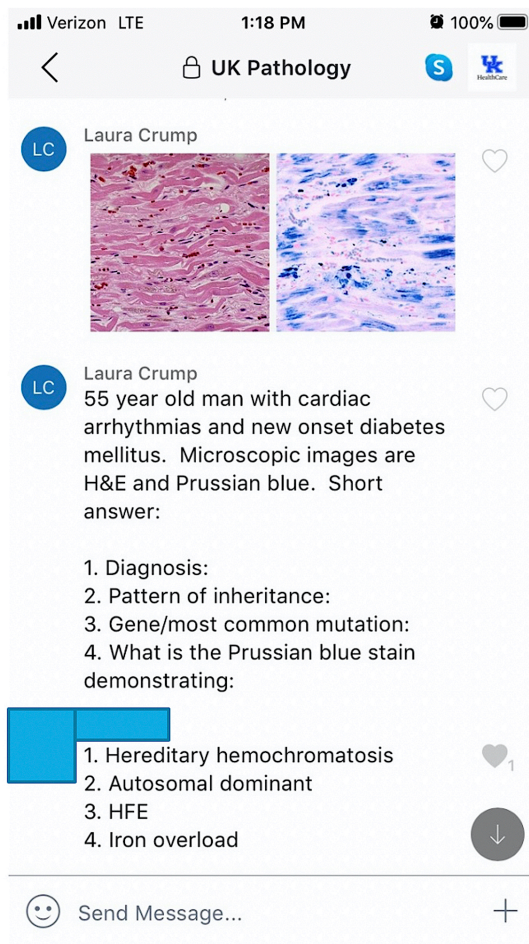 Verizon LTE 1:18 PM 100%
UK Pathology
S
UK
HealthCare
LC
Laura Crump
LC
Laura Crump
55 year old man with cardiac
arrhythmias and new onset diabetes
mellitus. Microscopic images are
H&E and Prussian blue. Short
answer:
1. Diagnosis:
2. Pattern of inheritance:
3. Gene/most common mutation:
4. What is the Prussian blue stain
demonstrating:
1. Hereditary hemochromatosis
2. Autosomal dominant
3. HFE
4. Iron overload
1
Send Message...